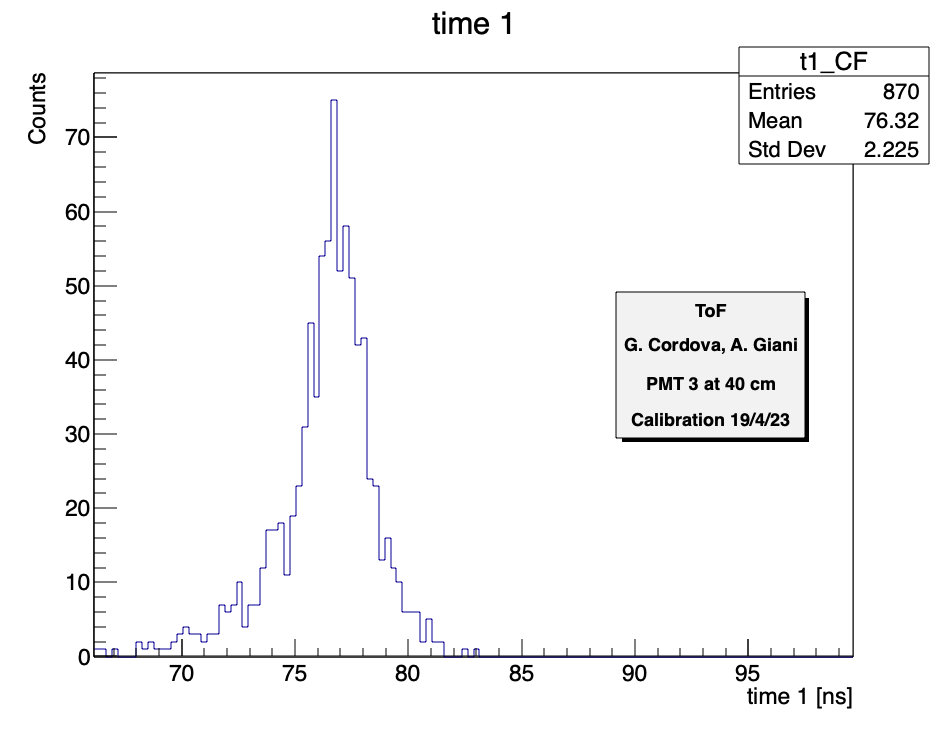 time 1
t1_CF
Entries 870
Mean 76.32
Std Dev 2.225
Counts
70
60
50
40
30
20
10
0
ToF
G. Cordova, A. Giani
PMT 3 at 40 cm
Calibration 19/4/23
70 75 80 85 90 95
time 1 [ns]